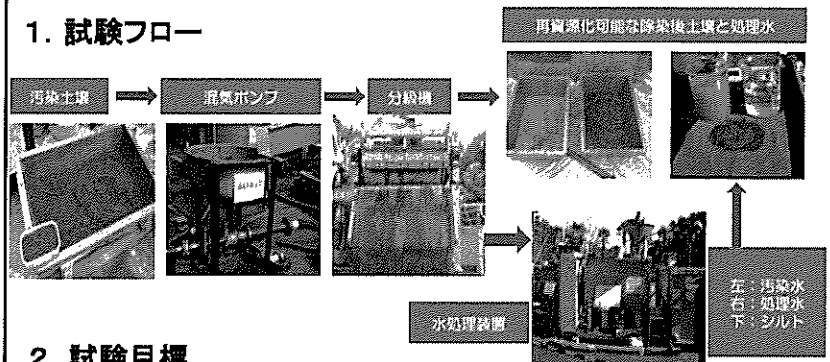 1. 試験フロー
再資源化可能な除染後土壌と処理水
汚染土壌
混気ポンプ
分級機
水処理装置
左:汚染水
右:処理水
下:シルト
2. 試験目標